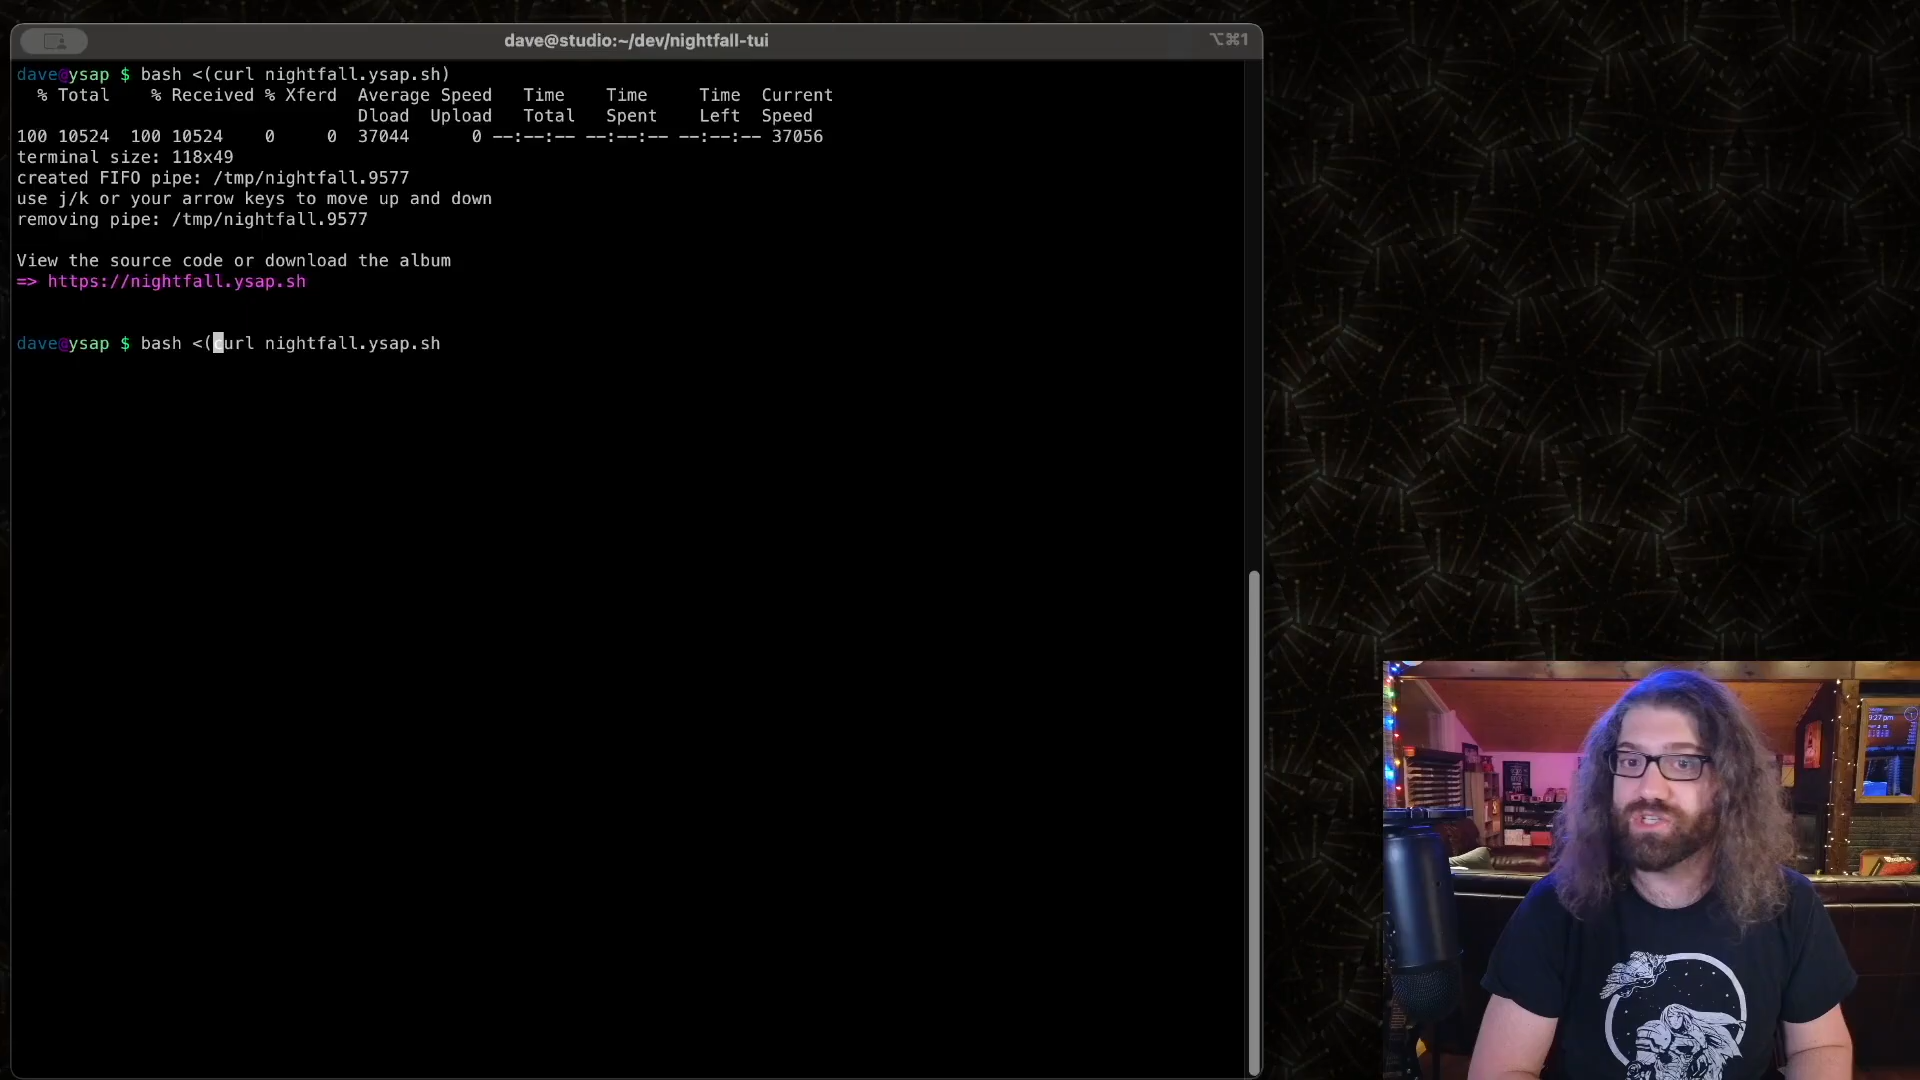 dave@studio:~/dev/nightfall-tui
⌥⌘1
dave@ysap $ bash <(curl nightfall.ysap.sh)
% Total % Received % Xferd Average Speed Time Time Time Current
Dload Upload Total Spent Left Speed
100 10524 100 10524 0 0 37044 0 --:--:-- --:--:-- --:--:-- 37056
terminal size: 118x49
created FIFO pipe: /tmp/nightfall.9577
use j/k or your arrow keys to move up and down
removing pipe: /tmp/nightfall.9577
View the source code or download the album
=> https://nightfall.ysap.sh
dave@ysap $ bash <(curl nightfall.ysap.sh
9:27 pm